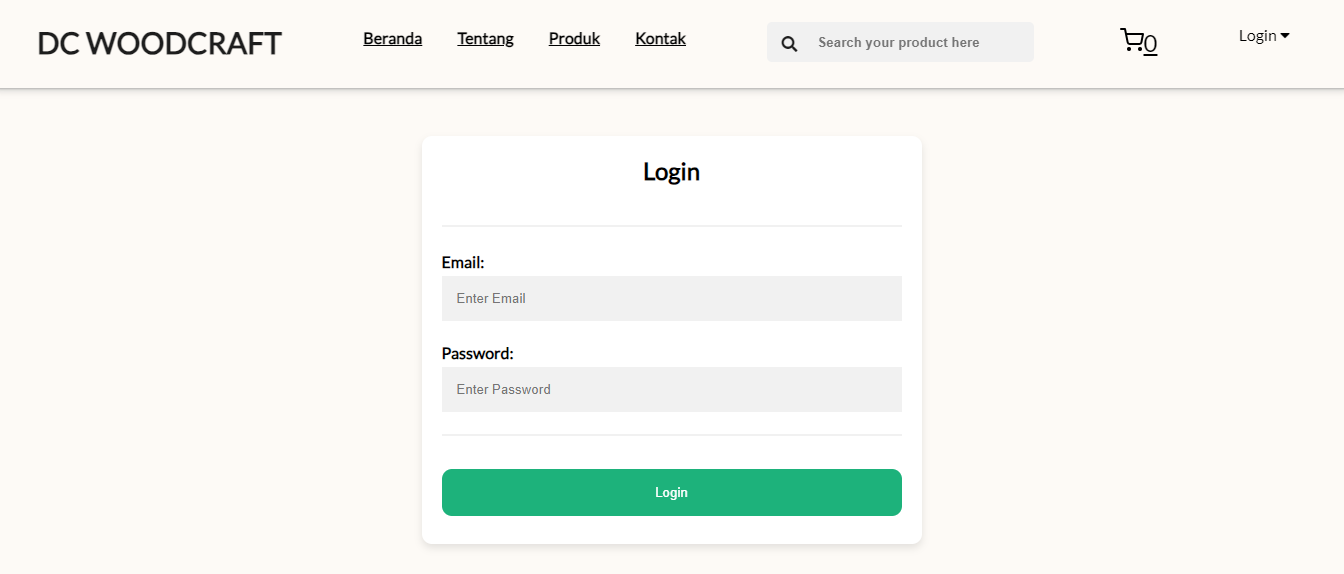 DC WOODCRAFT Beranda Tentang Produk Kontak Search your product here 0 Login
Login
Email:
Enter Email
Password:
Enter Password
Login